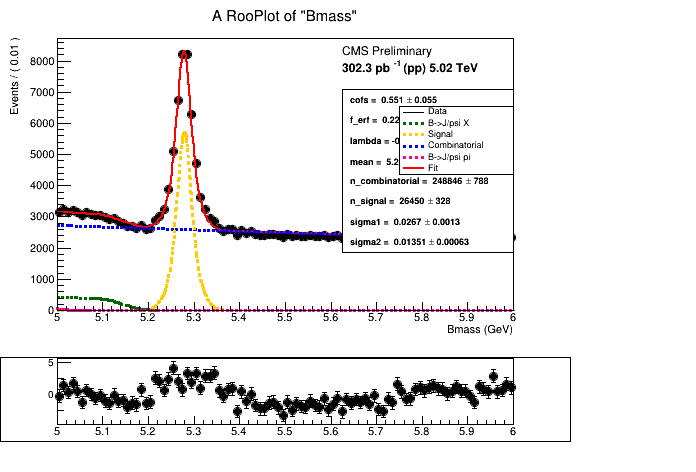 A RooPlot of "Bmass"
Events / ( 0.01 )
8000
7000
6000
5000
4000
3000
2000
1000
0
CMS Preliminary
302.3 pb -1 (pp) 5.02 TeV
cofs = 0.551 ± 0.055
f_erf = 0.22
lambda = -0
mean = 5.2
n_combinatorial = 248846 ± 788
n_signal = 26450 ± 328
sigma1 = 0.0267 ± 0.0013
sigma2 = 0.01351 ± 0.00063
Data
B->J/psi X
Signal
Combinatorial
B->J/psi pi
Fit
5 5.1 5.2 5.3 5.4 5.5 5.6 5.7 5.8 5.9 6
Bmass (GeV)
5
0
5 5.1 5.2 5.3 5.4 5.5 5.6 5.7 5.8 5.9 6